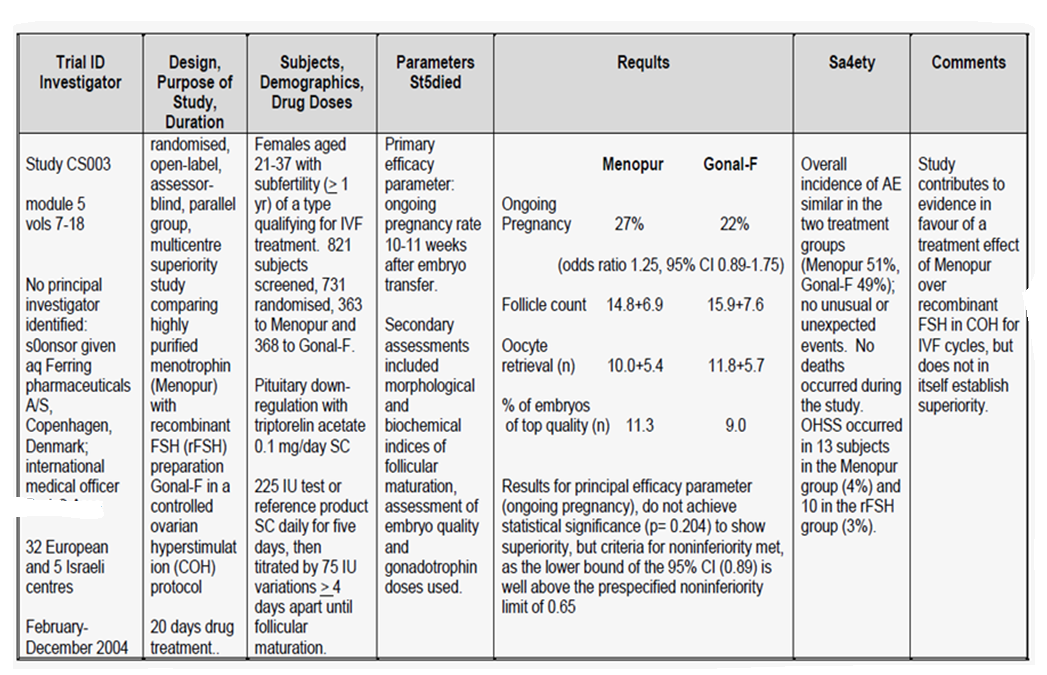 Trial ID
Investigator
Design,
Purpose of
Study,
Duration
Subjects,
Demographics,
Drug Doses
Parameters
St5died
Reqults
Sa4ety
Comments
Study CS003
module 5
vols 7-18
No principal
investigator
identified:
s0onsor given
aq Ferring
pharmaceuticals
A/S,
Copenhagen,
Denmark;
international
medical officer
32 European
and 5 Israeli
centres
February-
December 2004
randomised,
open-label,
assessor-
blind, parallel
group,
multicentre
superiority
study
comparing
highly
purified
menotrophin
(Menopur)
with
recombinant
FSH (rFSH)
preparation
Gonal-F in a
controlled
ovarian
hyperstimulat
ion (COH)
protocol
20 days drug
treatment..
Females aged
21-37 with
subfertility (≥ 1
yr) of a type
qualifying for IVF
treatment. 821
subjects
screened, 731
randomised, 363
to Menopur and
368 to Gonal-F.
Pituitary down-
regulation with
triptorelin acetate
0.1 mg/day SC
225 IU test or
reference product
SC daily for five
days, then
titrated by 75 IU
variations ≥ 4
days apart until
follicular
maturation.
Primary
efficacy
parameter:
ongoing
pregnancy rate
10-11 weeks
after embryo
transfer.
Secondary
assessments
included
morphological
and
biochemical
indices of
follicular
maturation,
assessment of
embryo quality
and
gonadotrophin
doses used.
Menopur Gonal-F
Ongoing
Pregnancy 27% 22%
(odds ratio 1.25, 95% CI 0.89-1.75)
Follicle count 14.8+6.9 15.9+7.6
Oocyte
retrieval (n) 10.0+5.4 11.8+5.7
% of embryos
of top quality (n) 11.3 9.0
Results for principal efficacy parameter
(ongoing pregnancy), do not achieve
statistical significance (p= 0.204) to show
superiority, but criteria for noninferiority met,
as the lower bound of the 95% CI (0.89) is
well above the prespecified noninferiority
limit of 0.65
Overall
incidence of AE
similar in the
two treatment
groups
(Menopur 51%,
Gonal-F 49%);
no unusual or
unexpected
events. No
deaths
occurred during
the study.
OHSS occurred
in 13 subjects
in the Menopur
group (4%) and
10 in the rFSH
group (3%).
Study
contributes to
evidence in
favour of a
treatment effect
of Menopur
over
recombinant
FSH in COH for
IVF cycles, but
does not in
itself establish
superiority.